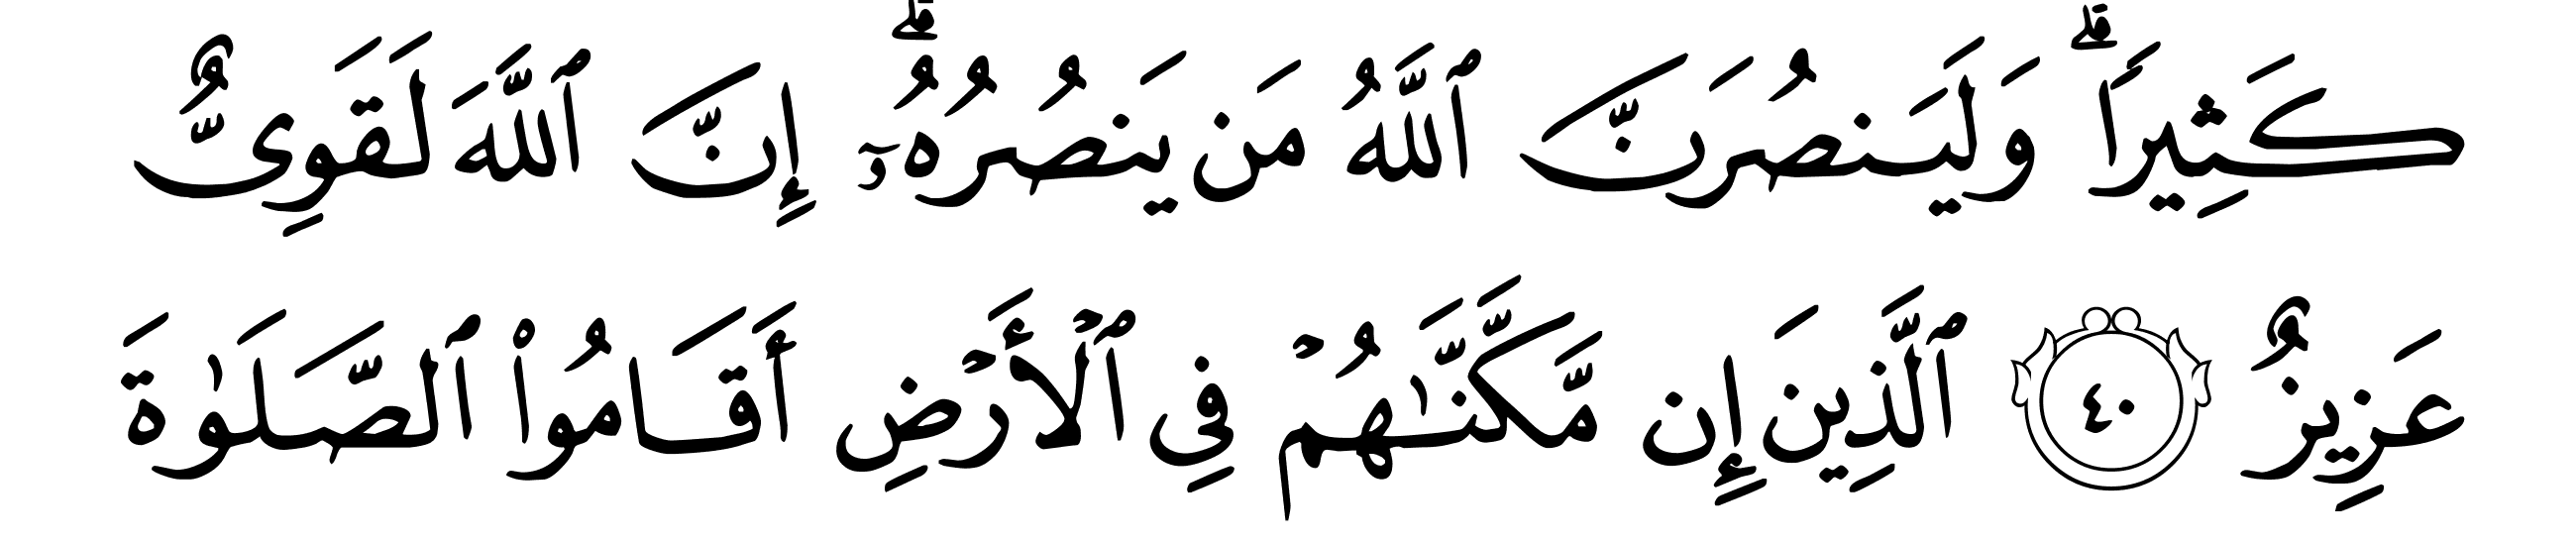 كَثِيرًاۗ وَلَيَنصُرَنَّ ٱللَّهُ مَن يَنصُرُهُۥٓۗ إِنَّ ٱللَّهَ لَقَوِىٌّ
عَزِيزٌ ٤٠ ٱلَّذِينَ إِن مَّكَّنَّـٰهُمۡ فِي ٱلۡأَرۡضِ أَقَامُوا۟ ٱلصَّلَوٰةَ